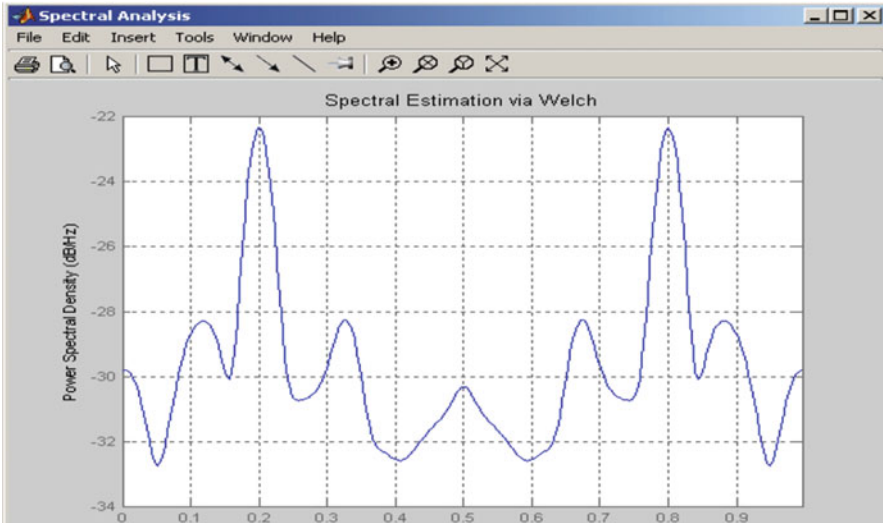 Spectral Analysis
File Edit Insert Tools Window Help
T
Spectral Estimation via Welch
Power Spectral Density (dB/Hz)
-22
-24
-26
-28
-30
-32
-34
0 0.1 0.2 0.3 0.4 0.5 0.6 0.7 0.8 0.9